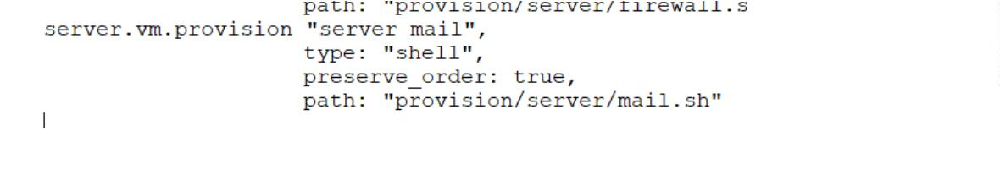 path: "provision/server/firewall.s
server.vm.provision "server mail",
type: "shell",
preserve_order: true,
path: "provision/server/mail.sh"